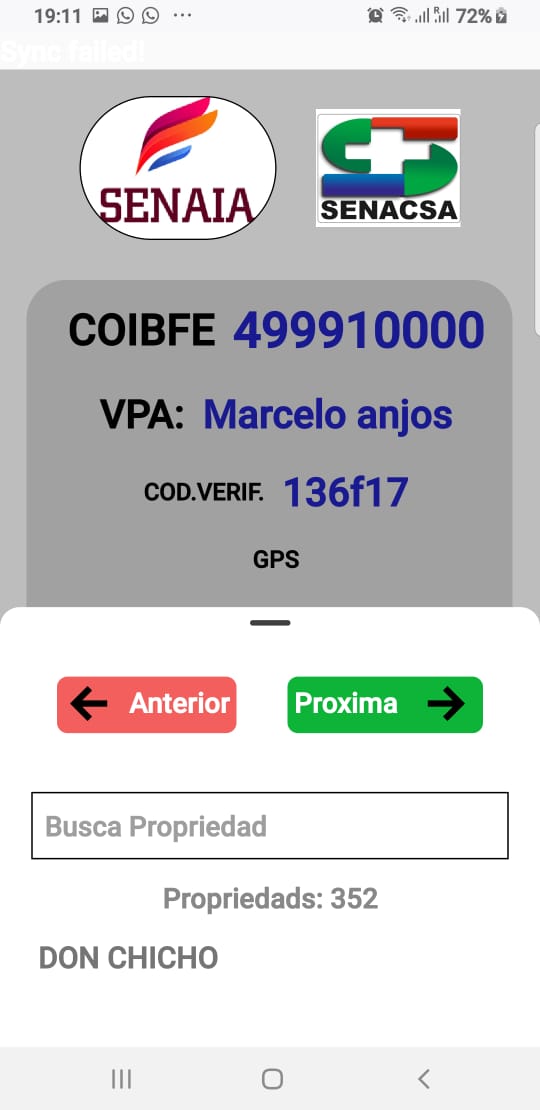 19:11 ··· R 72%
Sync failed!
SENAIA
SENACSA
COIBFE 499910000
VPA: Marcelo anjos
COD.VERIF. 136f17
GPS
Anterior
Proxima
Busca Propriedad
Propriedads: 352
DON CHICHO